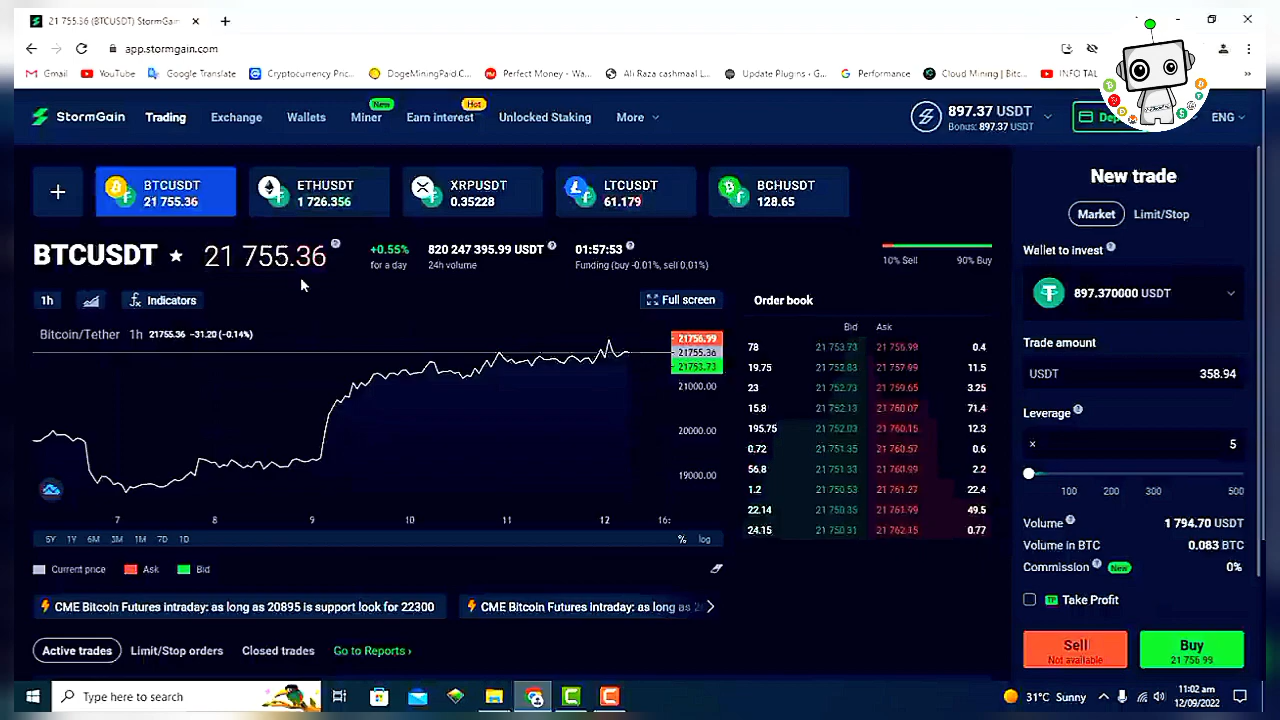 21 755.36 (BTCUSDT) StormGain
app.stormgain.com
Gmail YouTube Google Translate Cryptocurrency Pric... DogeMiningPaid.C... Perfect Money - Wa... Ali Raza cashmaal L... Update Plugins ‹ G... Performance Cloud Mining | Bitc... INFO TAL
New Hot
StormGain Trading Exchange Wallets Miner Earn interest Unlocked Staking More 897.37 USDT ENG
Bonus: 897.37 USDT
New trade
BTCUSDT ETHUSDT XRPUSDT LTCUSDT BCHUSDT
21 755.36 1 726.356 0.35228 61.179 128.65
Market Limit/Stop
BTCUSDT ★ 21 755.36 +0.55% 820 247 395.99 USDT 01:57:53
for a day 24h volume Funding (buy -0.01%, sell 0.01%) 10% Sell 90% Buy
Wallet to invest
897.370000 USDT
1h Indicators Full screen Order book
Bitcoin/Tether 1h 21755.36 −31.20 (−0.14%)
Bid Ask
78 21 753.73 21 756.99 0.4
19.75 21 752.83 21 757.99 11.5
23 21 752.73 21 759.65 3.25
15.8 21 752.13 21 760.07 71.4
195.75 21 752.03 21 760.15 12.3
0.72 21 751.35 21 760.57 0.6
56.8 21 751.33 21 760.99 2.2
1.2 21 750.53 21 761.27 22.4
22.14 21 750.35 21 761.99 49.5
24.15 21 750.31 21 762.15 0.77
21756.99
21755.36
21753.73
21000.00
20000.00
19000.00
7 8 9 10 11 12 16:
5Y 1Y 6M 3M 1M 7D 1D % log
Current price Ask Bid
Trade amount
USDT 358.94
Leverage
× 5
100 200 300 500
Volume 1 794.70 USDT
Volume in BTC 0.083 BTC
Commission New 0%
TP Take Profit
Sell Buy
Not available 21 756.99
CME Bitcoin Futures intraday: as long as 20895 is support look for 22300 CME Bitcoin Futures intraday: as long as
Active trades Limit/Stop orders Closed trades Go to Reports ›
Type here to search 31°C Sunny 11:02 am
12/09/2022